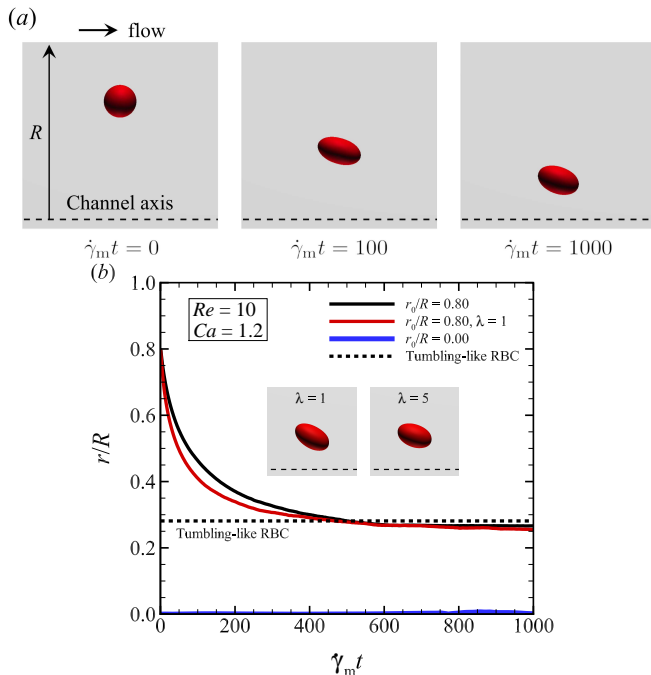 (a)
flow
R
Channel axis
γ̇ₘt = 0
γ̇ₘt = 100
γ̇ₘt = 1000
(b)
1.0
0.8
0.6
0.4
0.2
0.0
r/R
Re = 10
Ca = 1.2
r₀/R = 0.80
r₀/R = 0.80, λ = 1
r₀/R = 0.00
Tumbling-like RBC
λ = 1
λ = 5
Tumbling-like RBC
0 200 400 600 800 1000
γ̇ₘt